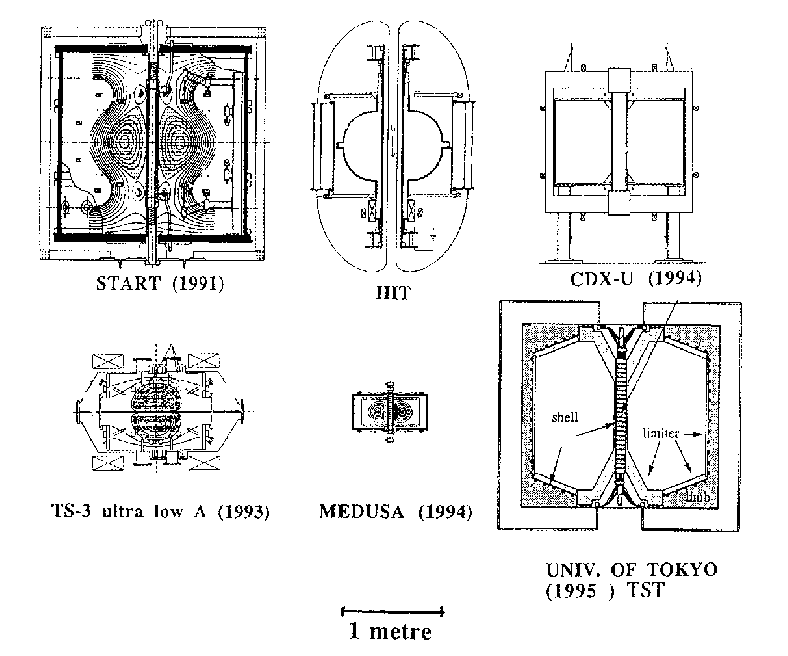 START (1991)
HIT
CDX-U (1994)
shell
limiter
limb
TS-3 ultra low A (1993)
MEDUSA (1994)
UNIV. OF TOKYO
(1995 ) TST
1 metre